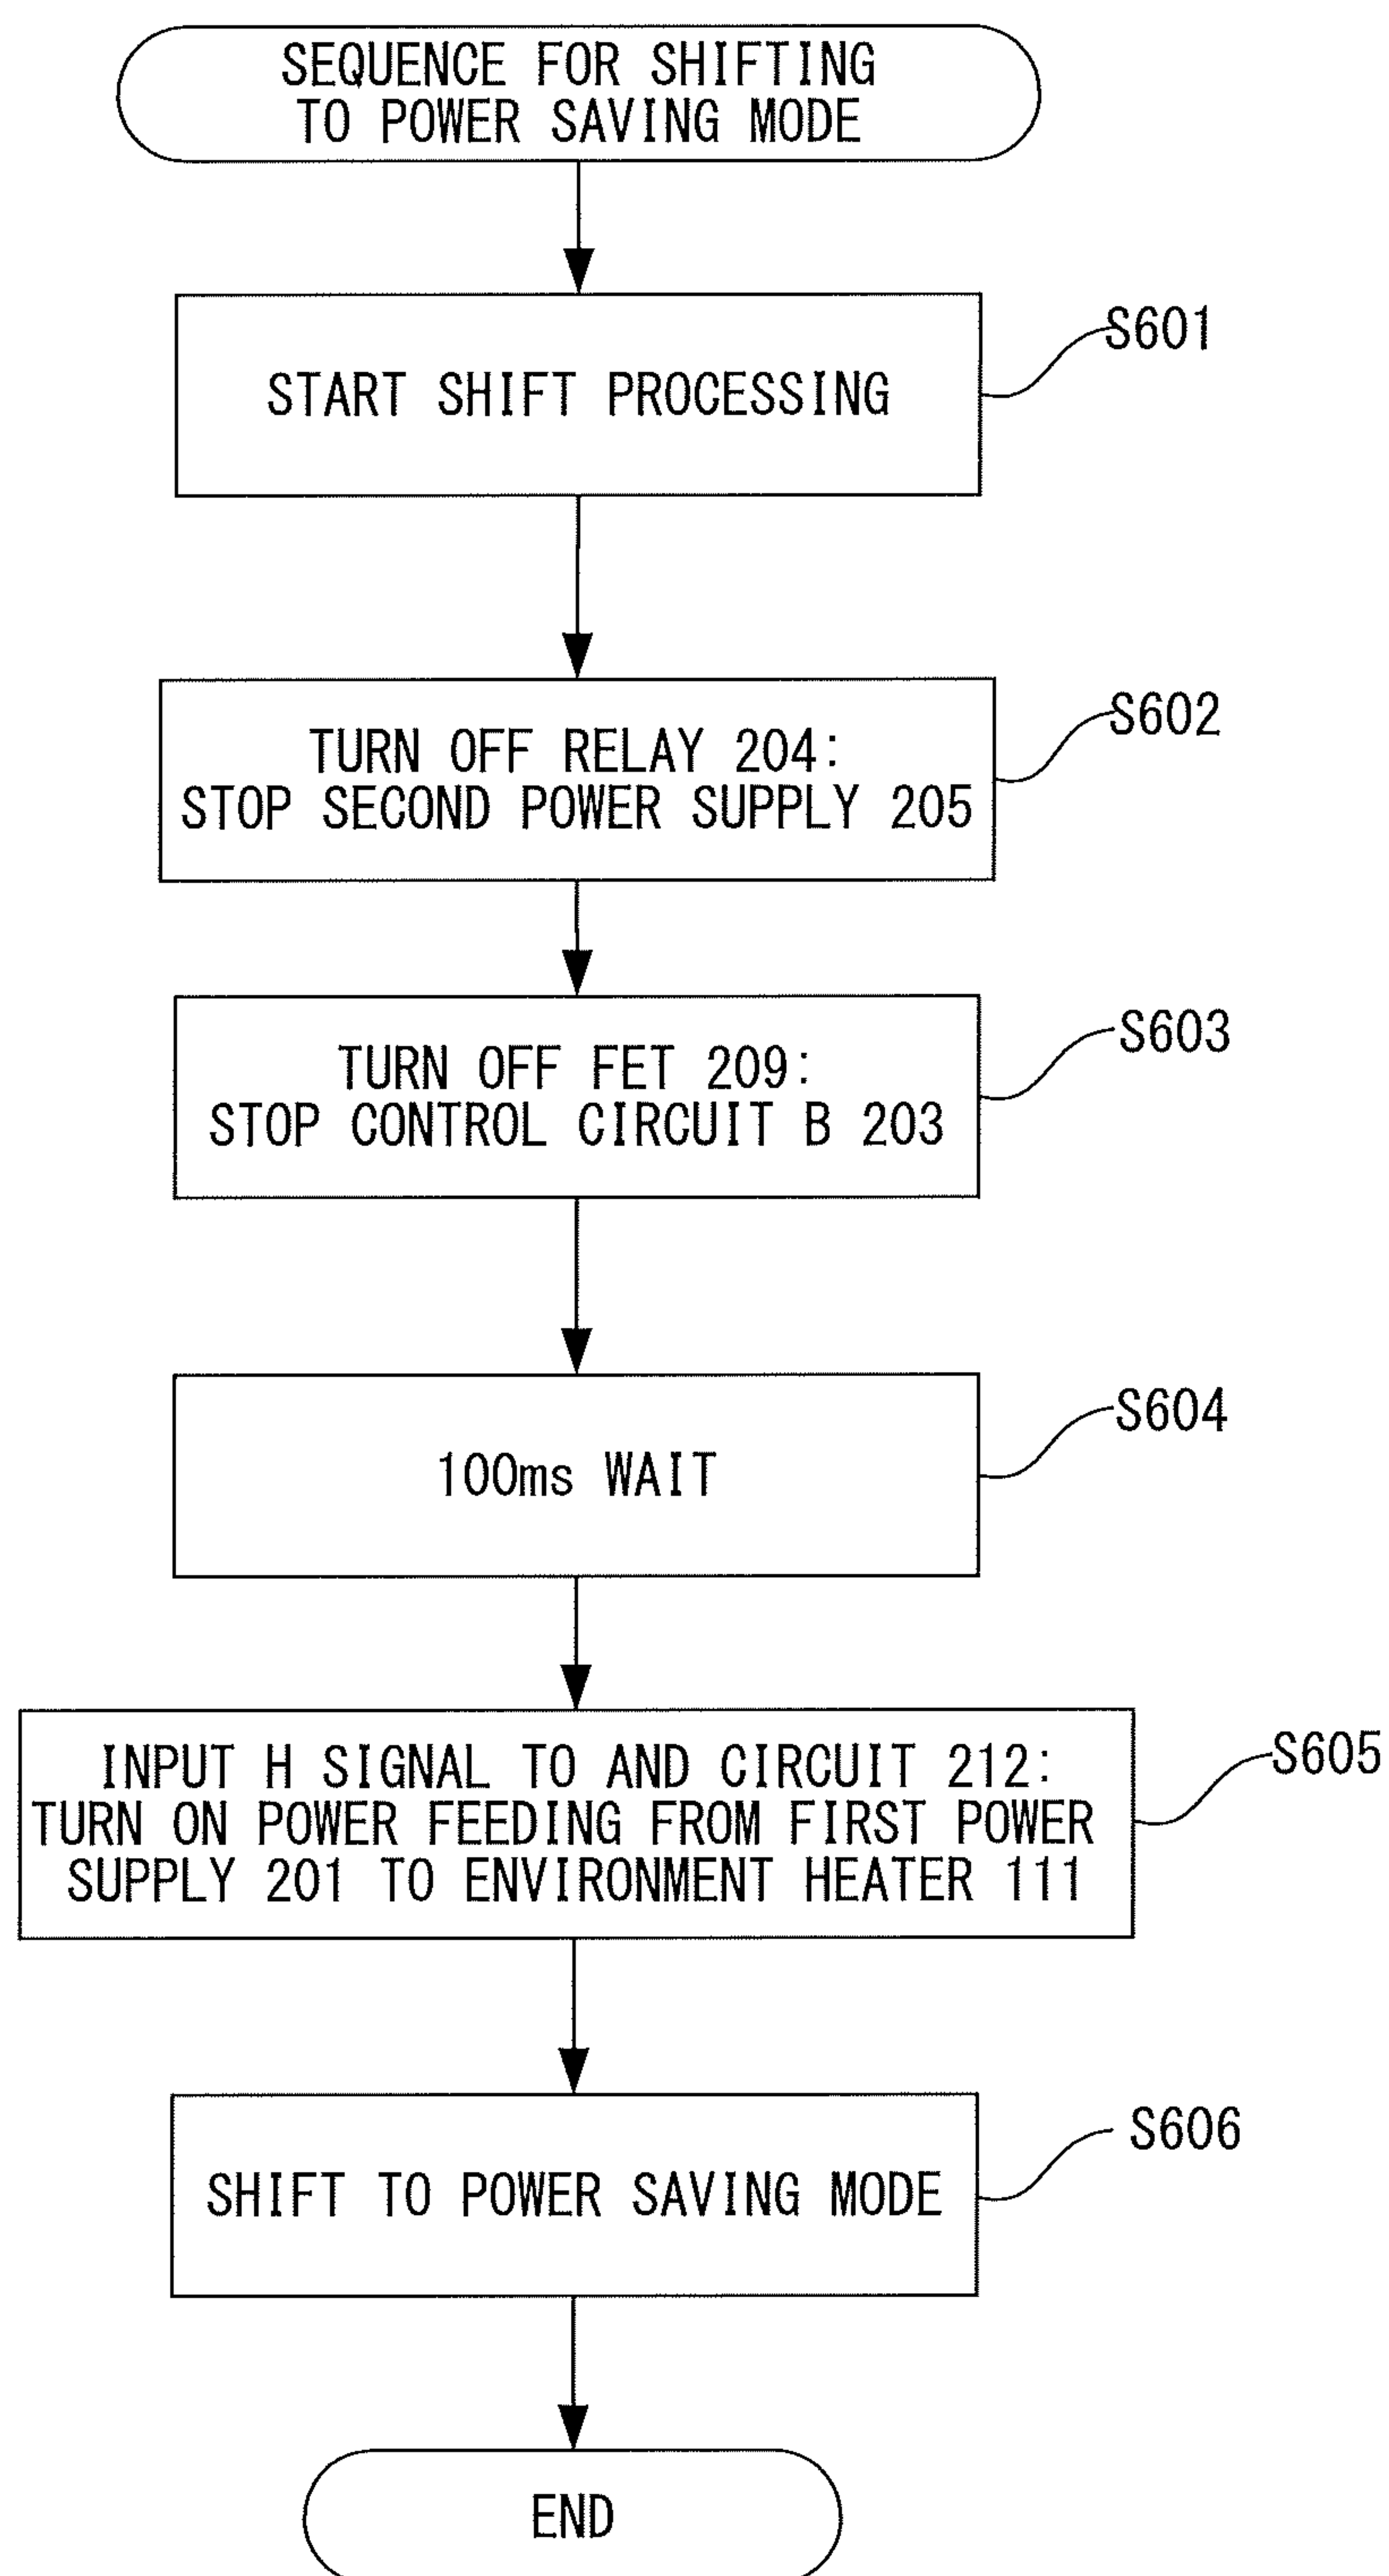 SEQUENCE FOR SHIFTING
TO POWER SAVING MODE
START SHIFT PROCESSING
S601
TURN OFF RELAY 204:
STOP SECOND POWER SUPPLY 205
S602
TURN OFF FET 209:
STOP CONTROL CIRCUIT B 203
S603
100ms WAIT
S604
INPUT H SIGNAL TO AND CIRCUIT 212:
TURN ON POWER FEEDING FROM FIRST POWER
SUPPLY 201 TO ENVIRONMENT HEATER 111
S605
SHIFT TO POWER SAVING MODE
S606
END